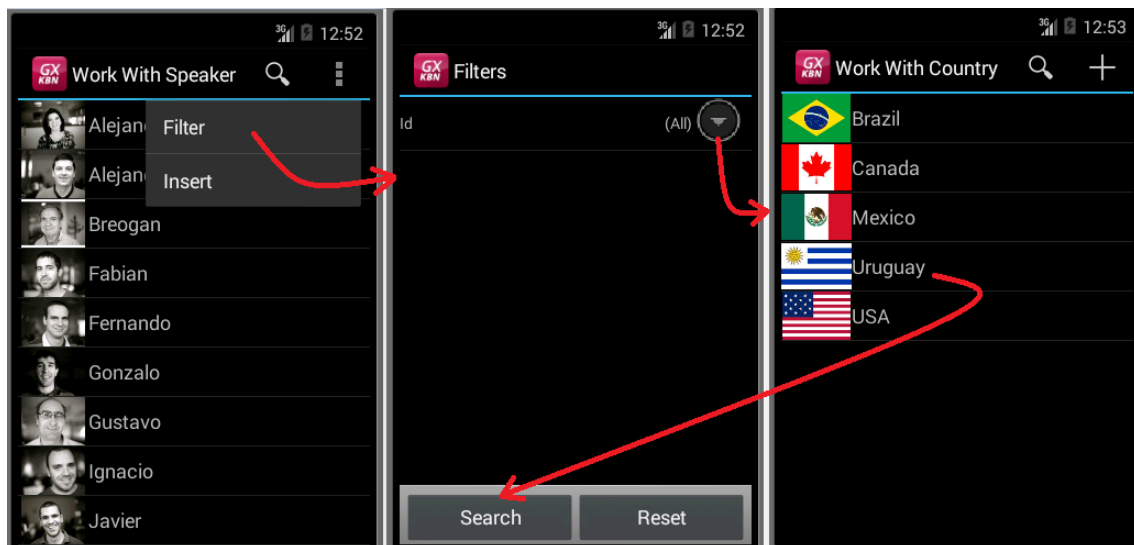 3G 12:52
GX KBN Work With Speaker
Alejan
Filter
Alejan
Insert
Breogan
Fabian
Fernando
Gonzalo
Gustavo
Ignacio
Javier
3G 12:52
GX KBN Filters
Id (All)
Search Reset
3G 12:53
GX KBN Work With Country
Brazil
Canada
Mexico
Uruguay
USA